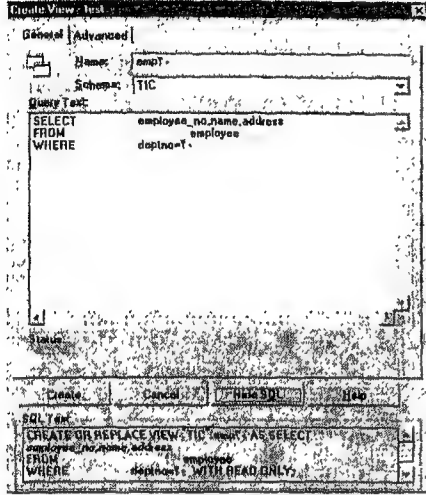 Create View : test
General Advanced
Name: emp1
Schema: TIC
Query Text:
SELECT employee_no,name,address
FROM employee
WHERE deptno=1
Status:
Create Cancel Hide SQL Help
SQL Text
CREATE OR REPLACE VIEW "TIC"."emp1" AS SELECT
employee_no,name,address
FROM employee
WHERE deptno=1 WITH READ ONLY;